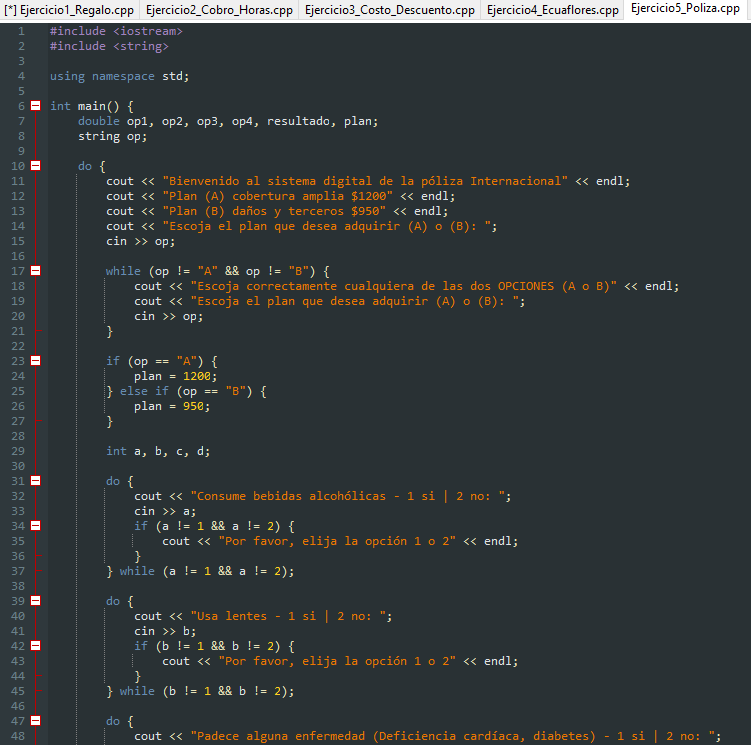 [*] Ejercicio1_Regalo.cpp Ejercicio2_Cobro_Horas.cpp Ejercicio3_Costo_Descuento.cpp Ejercicio4_Ecuaflores.cpp Ejercicio5_Poliza.cpp
1 #include <iostream>
2 #include <string>
3
4 using namespace std;
5
6 int main() {
7     double op1, op2, op3, op4, resultado, plan;
8     string op;
9
10     do {
11         cout << "Bienvenido al sistema digital de la póliza Internacional" << endl;
12         cout << "Plan (A) cobertura amplia $1200" << endl;
13         cout << "Plan (B) daños y terceros $950" << endl;
14         cout << "Escoja el plan que desea adquirir (A) o (B): ";
15         cin >> op;
16
17         while (op != "A" && op != "B") {
18             cout << "Escoja correctamente cualquiera de las dos OPCIONES (A o B)" << endl;
19             cout << "Escoja el plan que desea adquirir (A) o (B): ";
20             cin >> op;
21         }
22
23         if (op == "A") {
24             plan = 1200;
25         } else if (op == "B") {
26             plan = 950;
27         }
28
29         int a, b, c, d;
30
31         do {
32             cout << "Consume bebidas alcohólicas - 1 si | 2 no: ";
33             cin >> a;
34             if (a != 1 && a != 2) {
35                 cout << "Por favor, elija la opción 1 o 2" << endl;
36             }
37         } while (a != 1 && a != 2);
38
39         do {
40             cout << "Usa lentes - 1 si | 2 no: ";
41             cin >> b;
42             if (b != 1 && b != 2) {
43                 cout << "Por favor, elija la opción 1 o 2" << endl;
44             }
45         } while (b != 1 && b != 2);
46
47         do {
48             cout << "Padece alguna enfermedad (Deficiencia cardíaca, diabetes) - 1 si | 2 no: ";